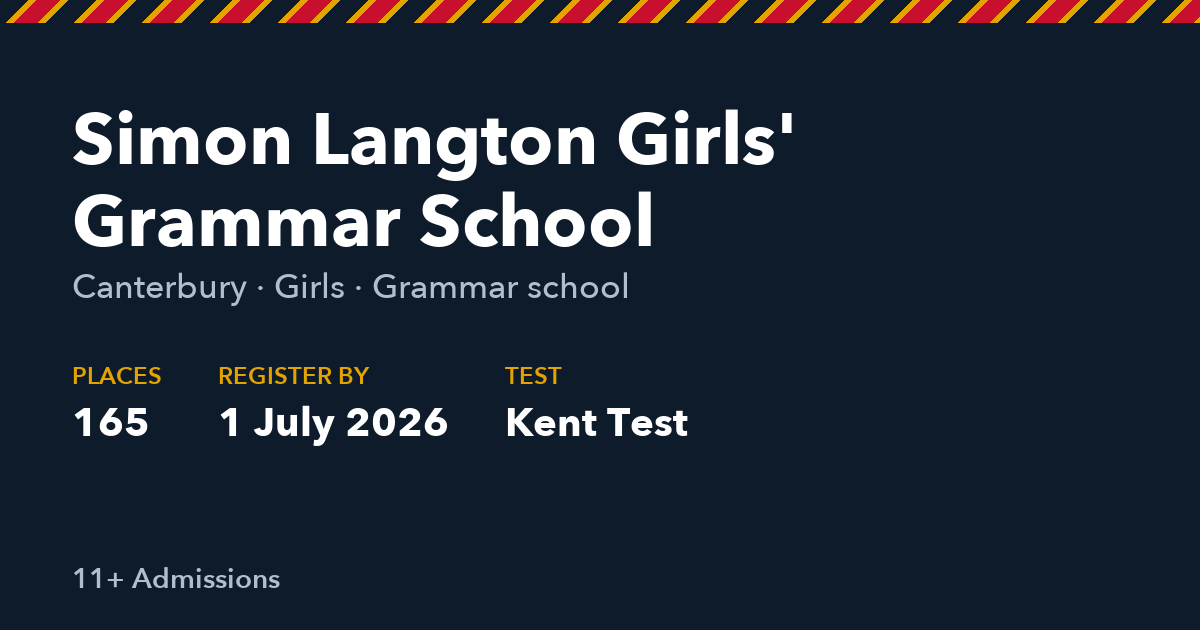 Simon Langton Girls'
Grammar School
Canterbury · Girls · Grammar school
PLACES
165
REGISTER BY
1 July 2026
TEST
Kent Test
11+ Admissions